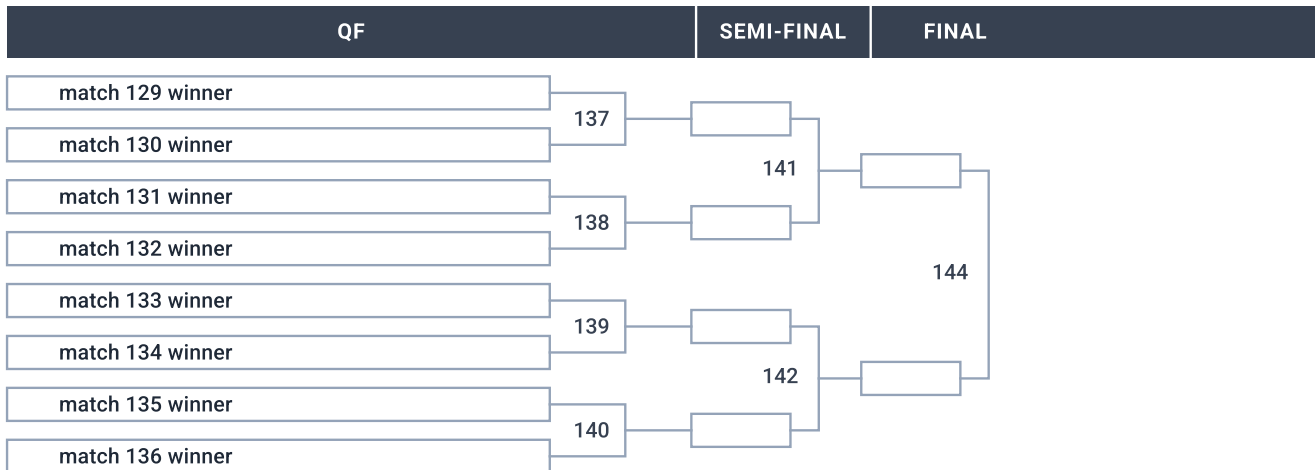 QF SEMI-FINAL FINAL
match 129 winner
137
match 130 winner
141
match 131 winner
138
match 132 winner
144
match 133 winner
139
match 134 winner
142
match 135 winner
140
match 136 winner